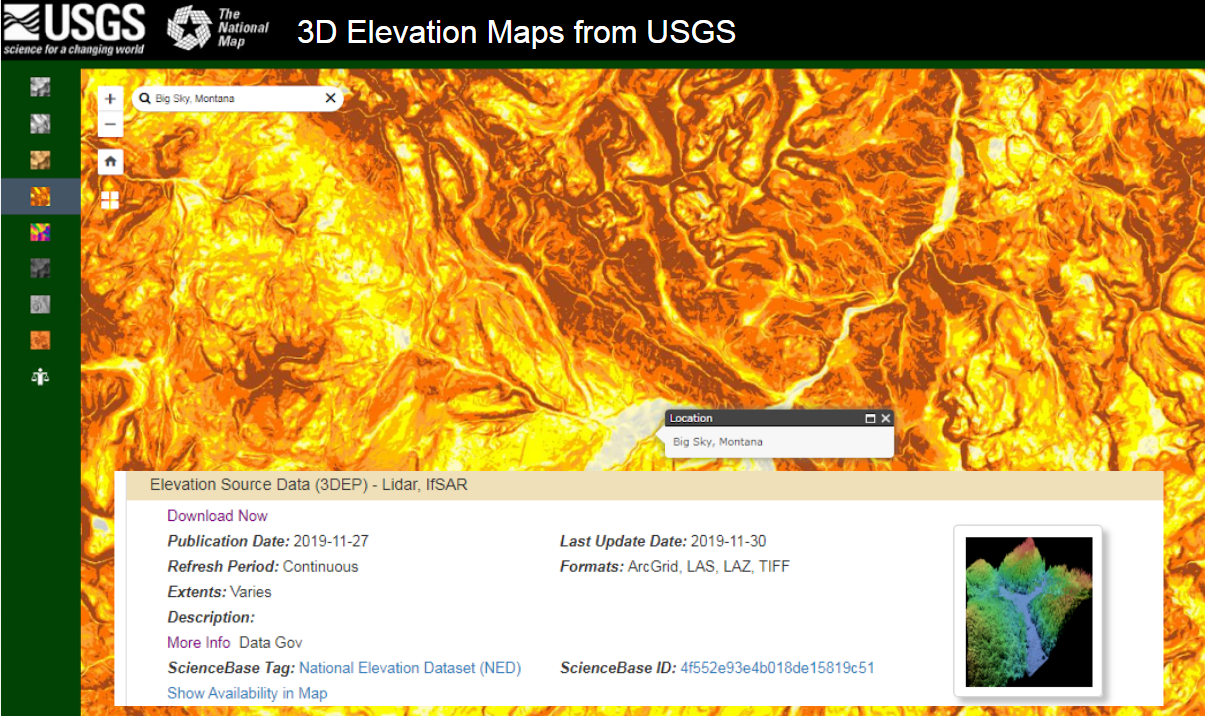 USGS
science for a changing world
The
National
Map
3D Elevation Maps from USGS
+
Big Sky, Montana
−
Location
Big Sky, Montana
Elevation Source Data (3DEP) - Lidar, IfSAR
Download Now
Publication Date: 2019-11-27 Last Update Date: 2019-11-30
Refresh Period: Continuous Formats: ArcGrid, LAS, LAZ, TIFF
Extents: Varies
Description:
More Info Data Gov
ScienceBase Tag: National Elevation Dataset (NED) ScienceBase ID: 4f552e93e4b018de15819c51
Show Availability in Map